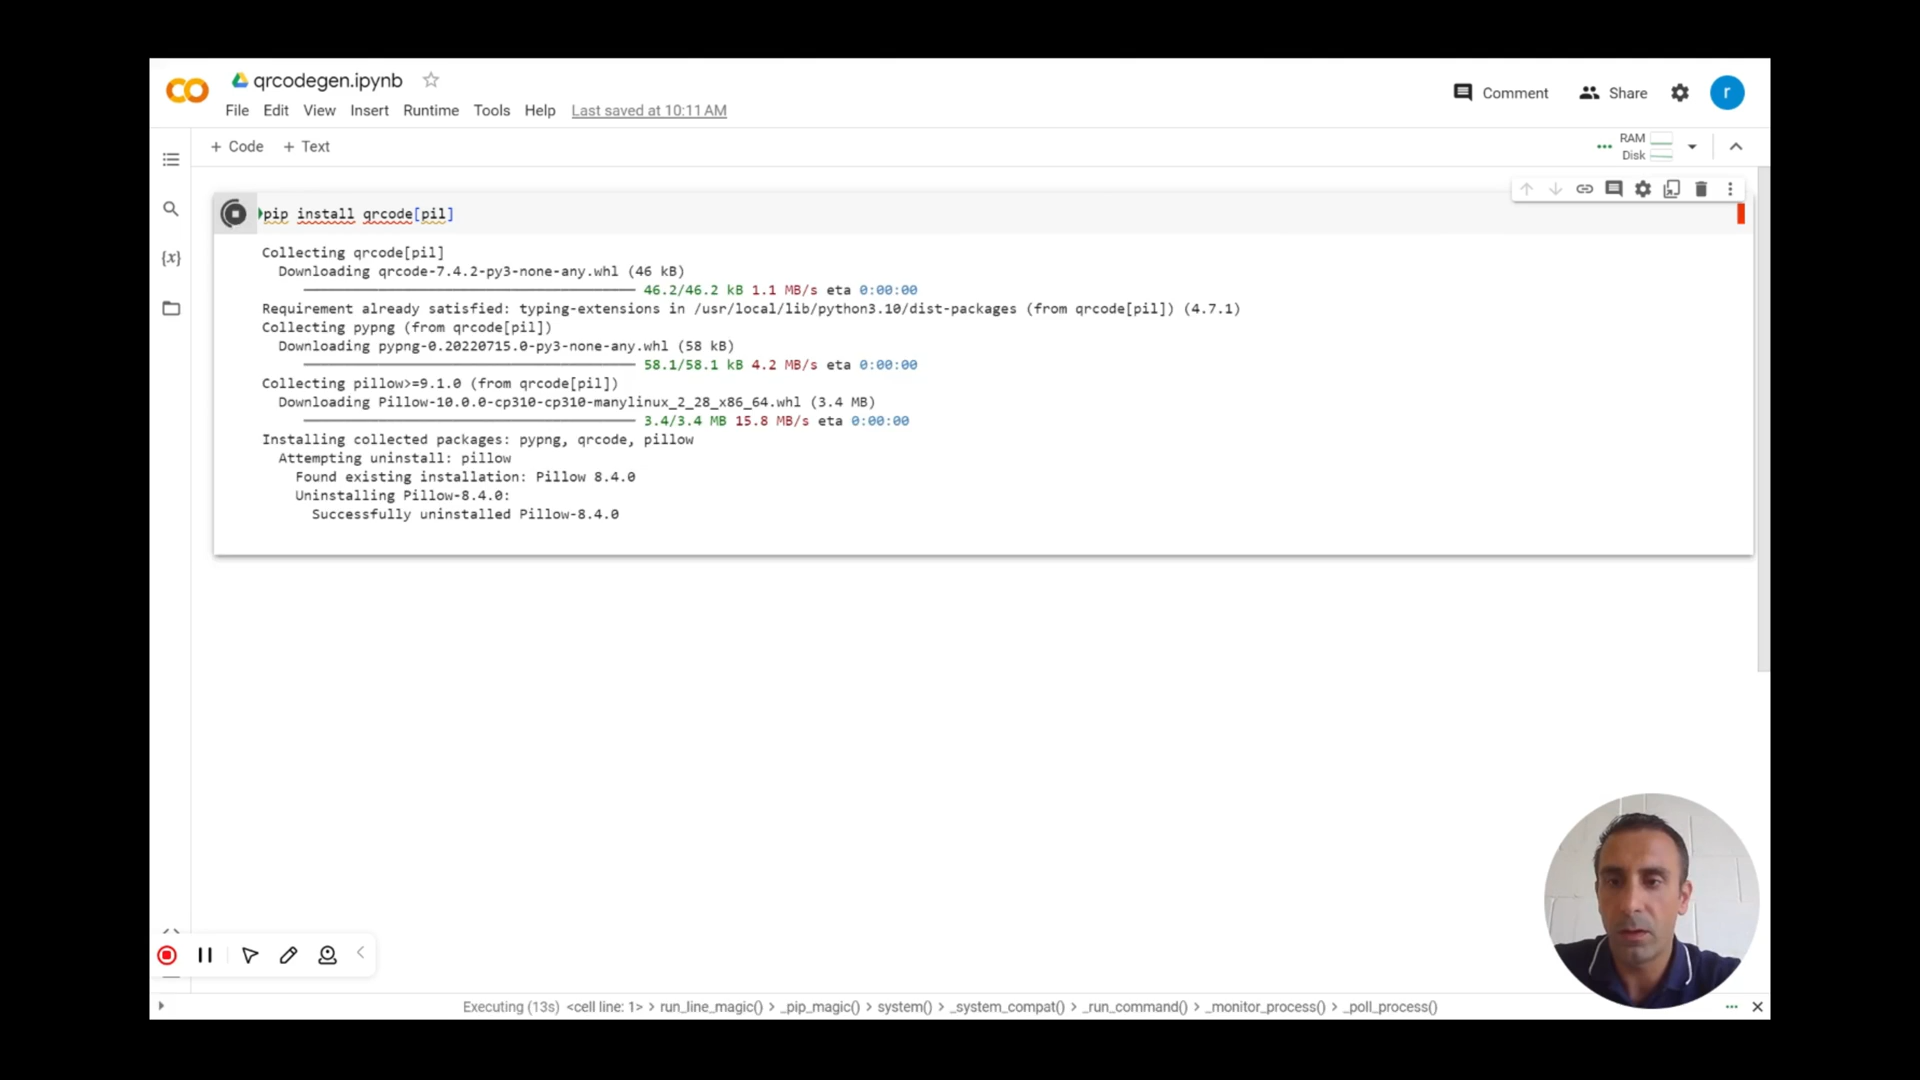 qrcodegen.ipynb
File Edit View Insert Runtime Tools Help Last saved at 10:11 AM
Comment Share r
+ Code + Text
RAM
Disk
pip install qrcode[pil]
Collecting qrcode[pil]
Downloading qrcode-7.4.2-py3-none-any.whl (46 kB)
46.2/46.2 kB 1.1 MB/s eta 0:00:00
Requirement already satisfied: typing-extensions in /usr/local/lib/python3.10/dist-packages (from qrcode[pil]) (4.7.1)
Collecting pypng (from qrcode[pil])
Downloading pypng-0.20220715.0-py3-none-any.whl (58 kB)
58.1/58.1 kB 4.2 MB/s eta 0:00:00
Collecting pillow>=9.1.0 (from qrcode[pil])
Downloading Pillow-10.0.0-cp310-cp310-manylinux_2_28_x86_64.whl (3.4 MB)
3.4/3.4 MB 15.8 MB/s eta 0:00:00
Installing collected packages: pypng, qrcode, pillow
Attempting uninstall: pillow
Found existing installation: Pillow 8.4.0
Uninstalling Pillow-8.4.0:
Successfully uninstalled Pillow-8.4.0
Executing (13s) <cell line: 1> > run_line_magic() > _pip_magic() > system() > _system_compat() > _run_command() > _monitor_process() > _poll_process()